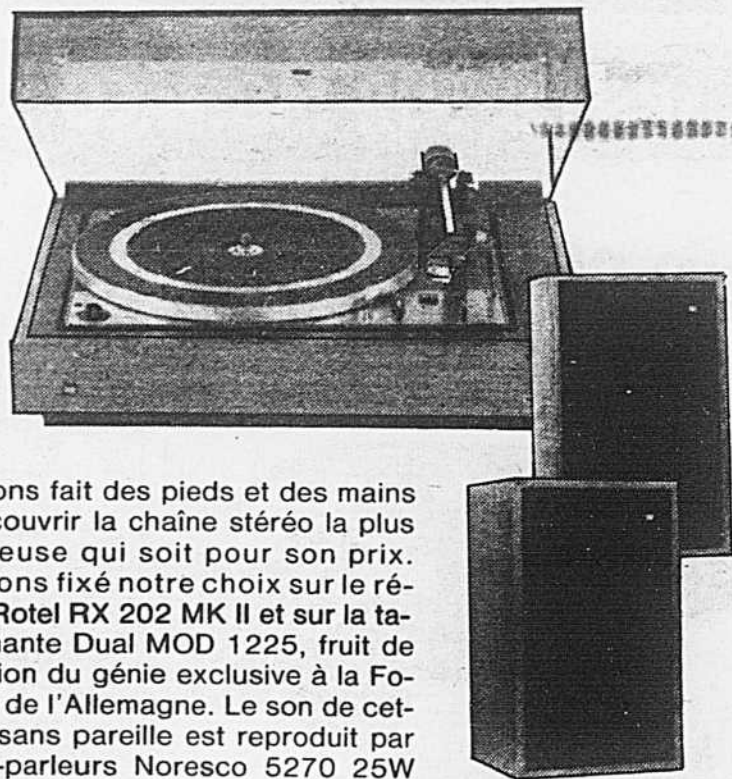 ons fait des pieds et des mains
couvrir la chaîne stéréo la plus
euse qui soit pour son prix.
ons fixé notre choix sur le ré-
Rotel RX 202 MK II et sur la ta-
nante Dual MOD 1225, fruit de
ion du génie exclusive à la Fo-
de l'Allemagne. Le son de cet-
sans pareille est reproduit par
-parleurs Noresco 5270 25W